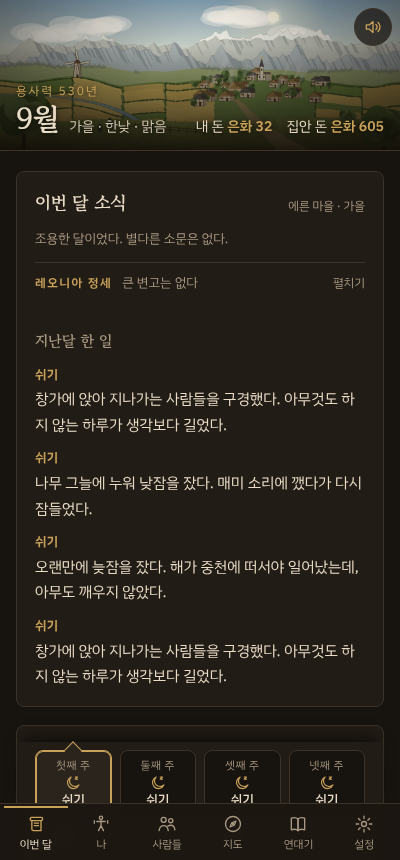 용사력 530년
9월 가을 · 한낮 · 맑음 내 돈 은화 32 집안 돈 은화 605
이번 달 소식 에른 마을 · 가을
조용한 달이었다. 별다른 소문은 없다.
레오니아 정세 큰 변고는 없다 펼치기
지난달 한 일
쉬기
창가에 앉아 지나가는 사람들을 구경했다. 아무것도 하
지 않는 하루가 생각보다 길었다.
쉬기
나무 그늘에 누워 낮잠을 잤다. 매미 소리에 깼다가 다시
잠들었다.
쉬기
오랜만에 늦잠을 잤다. 해가 중천에 떠서야 일어났는데,
아무도 깨우지 않았다.
쉬기
창가에 앉아 지나가는 사람들을 구경했다. 아무것도 하
지 않는 하루가 생각보다 길었다.
첫째 주 둘째 주 셋째 주 넷째 주
쉬기 쉬기 쉬기 쉬기
이번 달 나 사람들 지도 연대기 설정